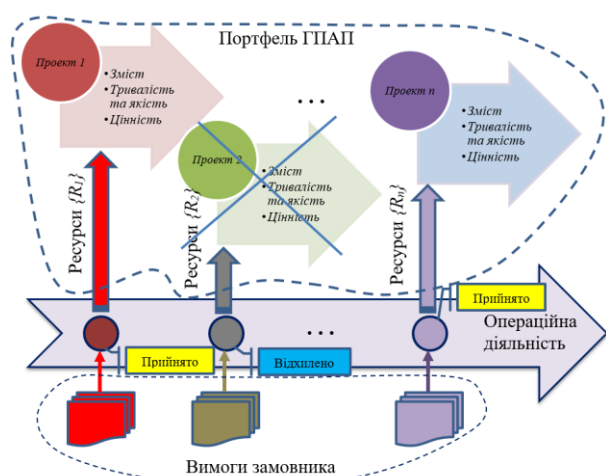 Портфель ГПАП
Проект 1
• Зміст
• Тривалість
та якість
• Цінність
Проект 2
• Зміст
• Тривалість
та якість
• Цінність
...
Проект n
• Зміст
• Тривалість
та якість
• Цінність
Ресурси {R1}
Ресурси {R2}
Ресурси {Rn}
Прийнято
Відхилено
...
Прийнято
Операційна
діяльність
Вимоги замовника